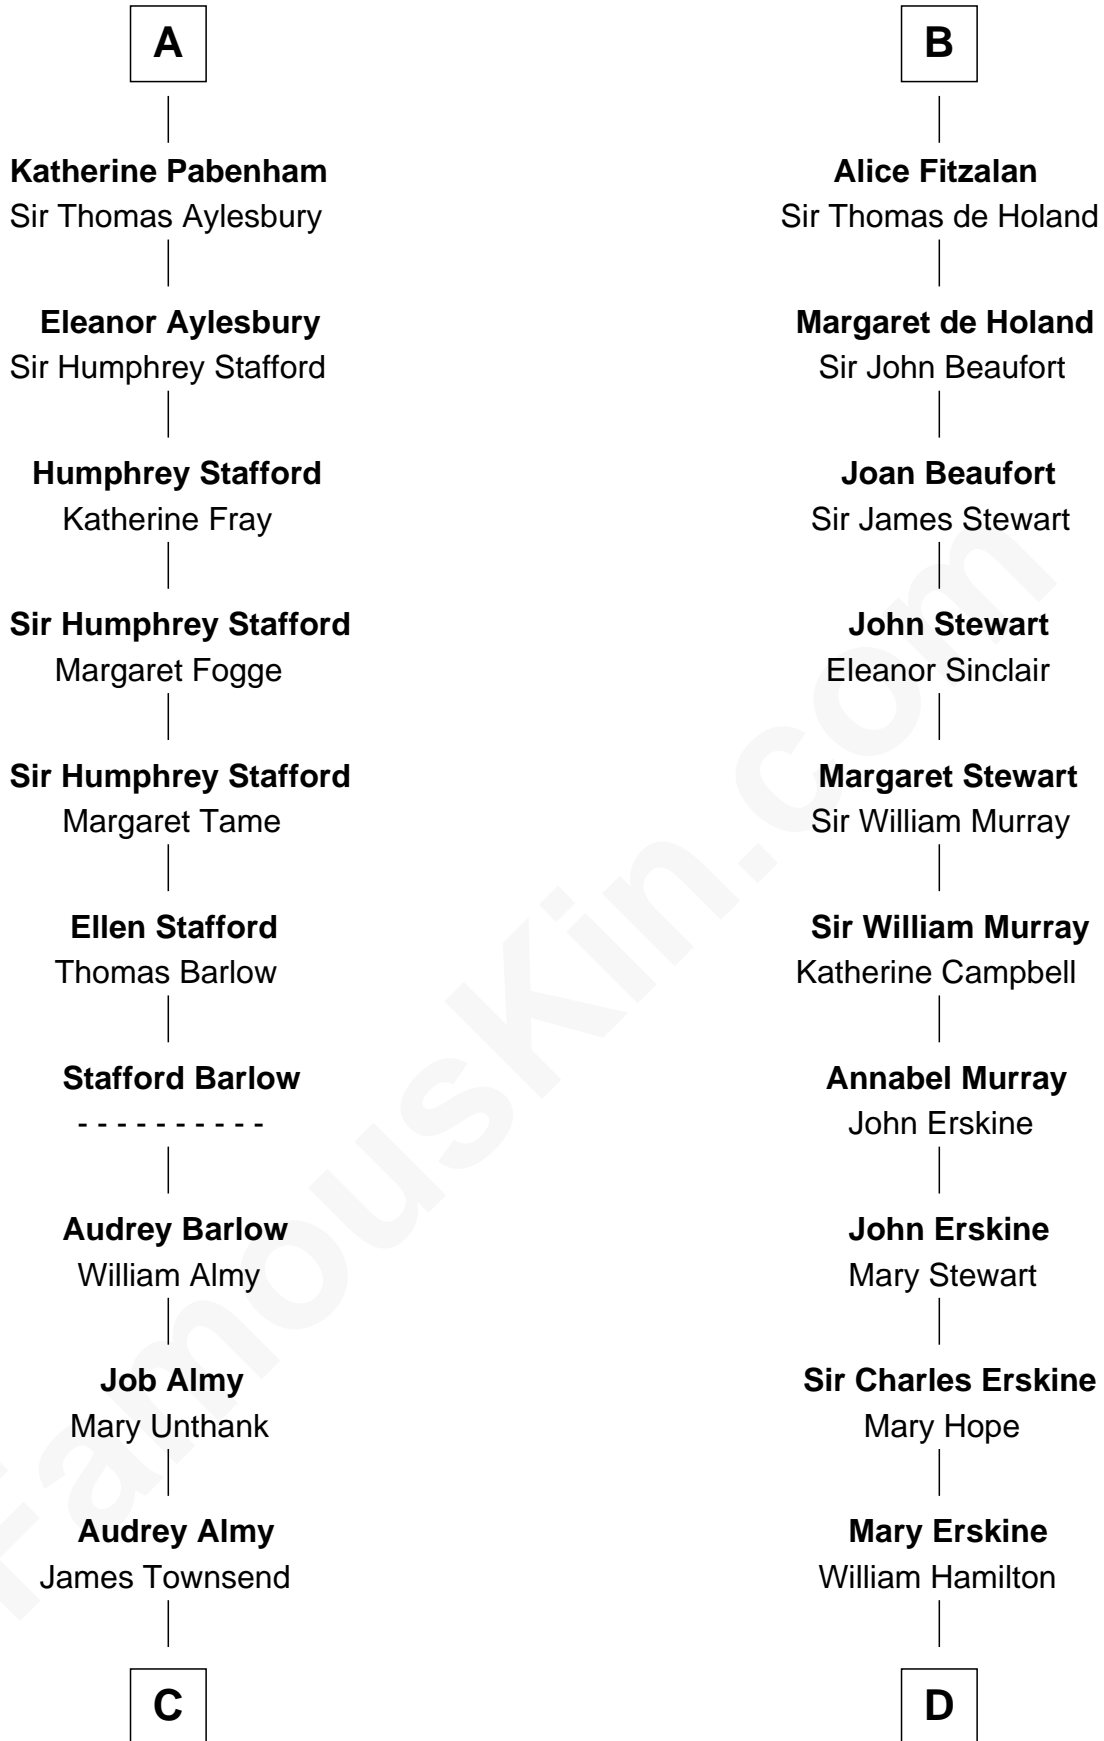 A
Katherine Pabenham
Sir Thomas Aylesbury
Eleanor Aylesbury
Sir Humphrey Stafford
Humphrey Stafford
Katherine Fray
Sir Humphrey Stafford
Margaret Fogge
Sir Humphrey Stafford
Margaret Tame
Ellen Stafford
Thomas Barlow
Stafford Barlow
- - - - - - - - - -
Audrey Barlow
William Almy
Job Almy
Mary Unthank
Audrey Almy
James Townsend
C
B
Alice Fitzalan
Sir Thomas de Holand
Margaret de Holand
Sir John Beaufort
Joan Beaufort
Sir James Stewart
John Stewart
Eleanor Sinclair
Margaret Stewart
Sir William Murray
Sir William Murray
Katherine Campbell
Annabel Murray
John Erskine
John Erskine
Mary Stewart
Sir Charles Erskine
Mary Hope
Mary Erskine
William Hamilton
D
FamousKin.com